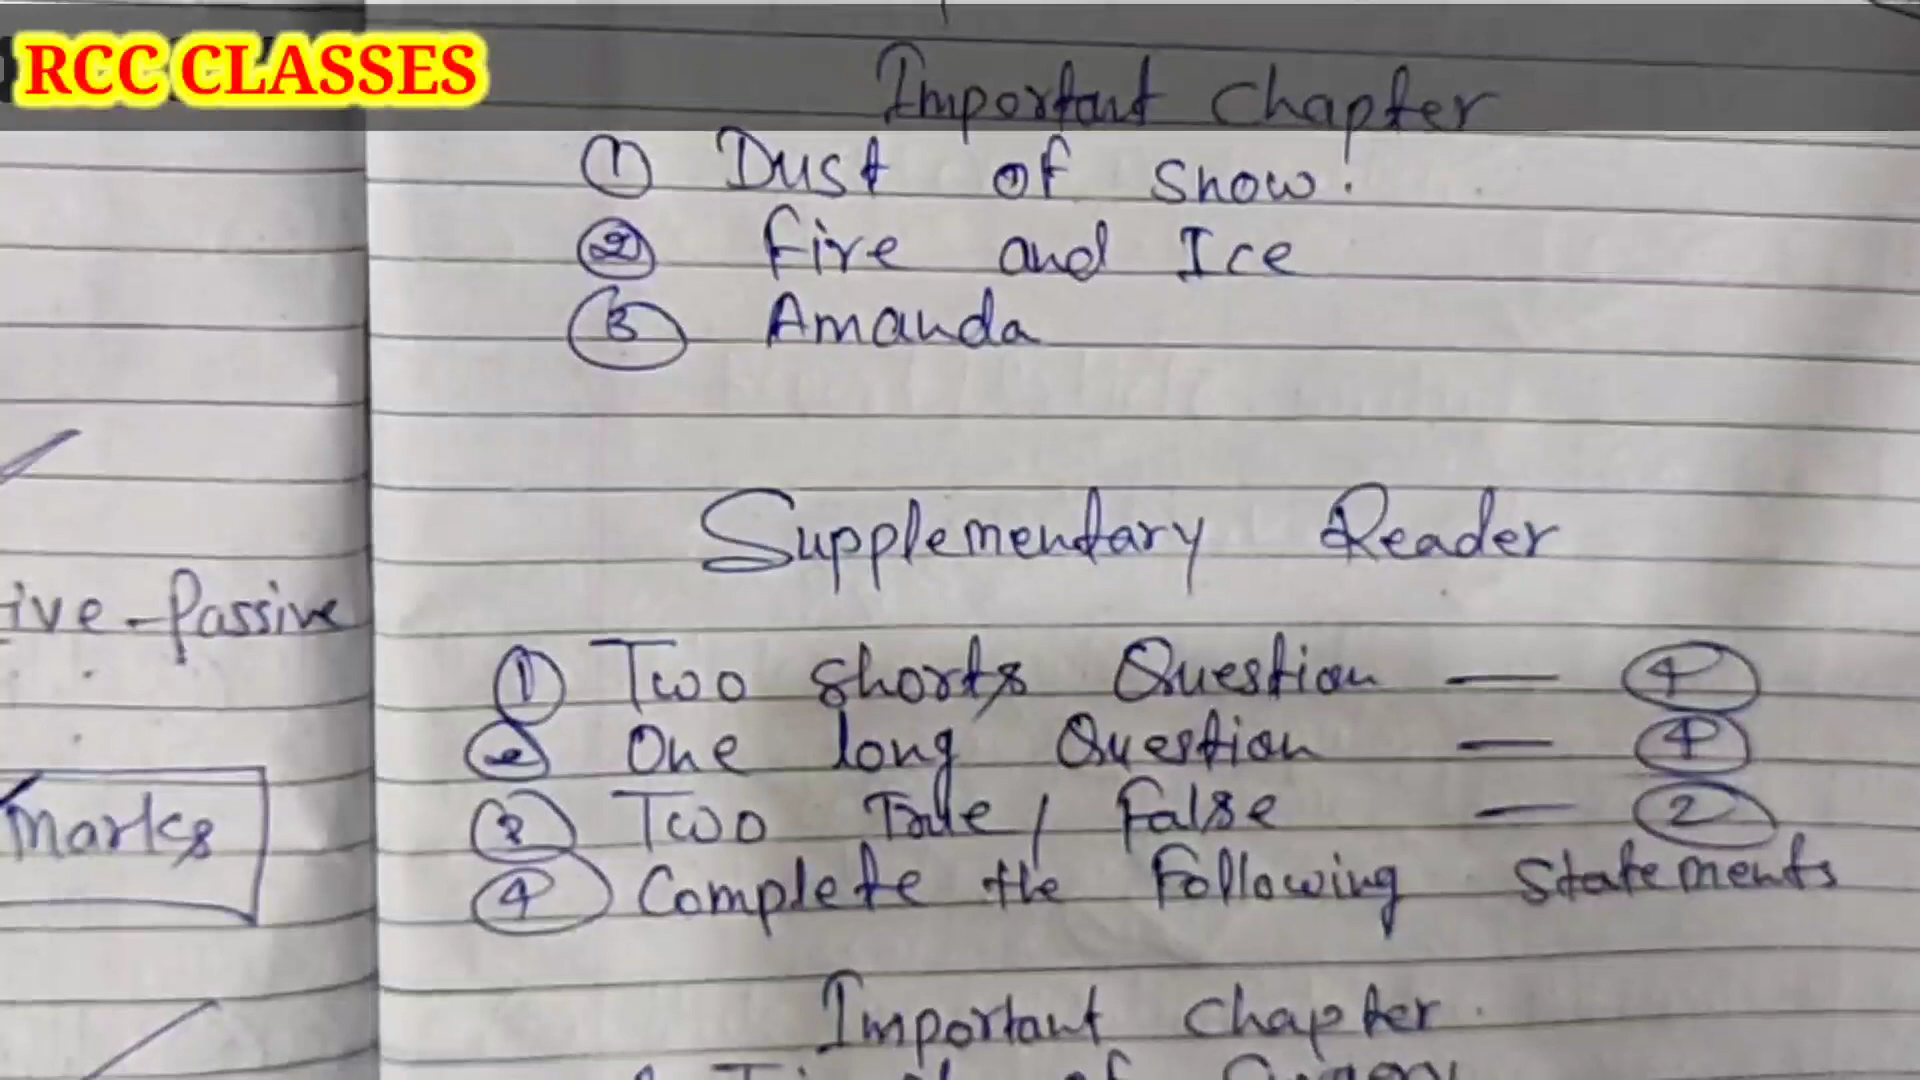 RCC CLASSES
Important Chapter
① Dust of snow.
② Fire and Ice
③ Amanda
Supplementary Reader
ive-Passive
① Two shorts Question — ④
② One long Question — ④
marks
③ Two True / False — ②
④ Complete the Following statements
Important Chapter
of